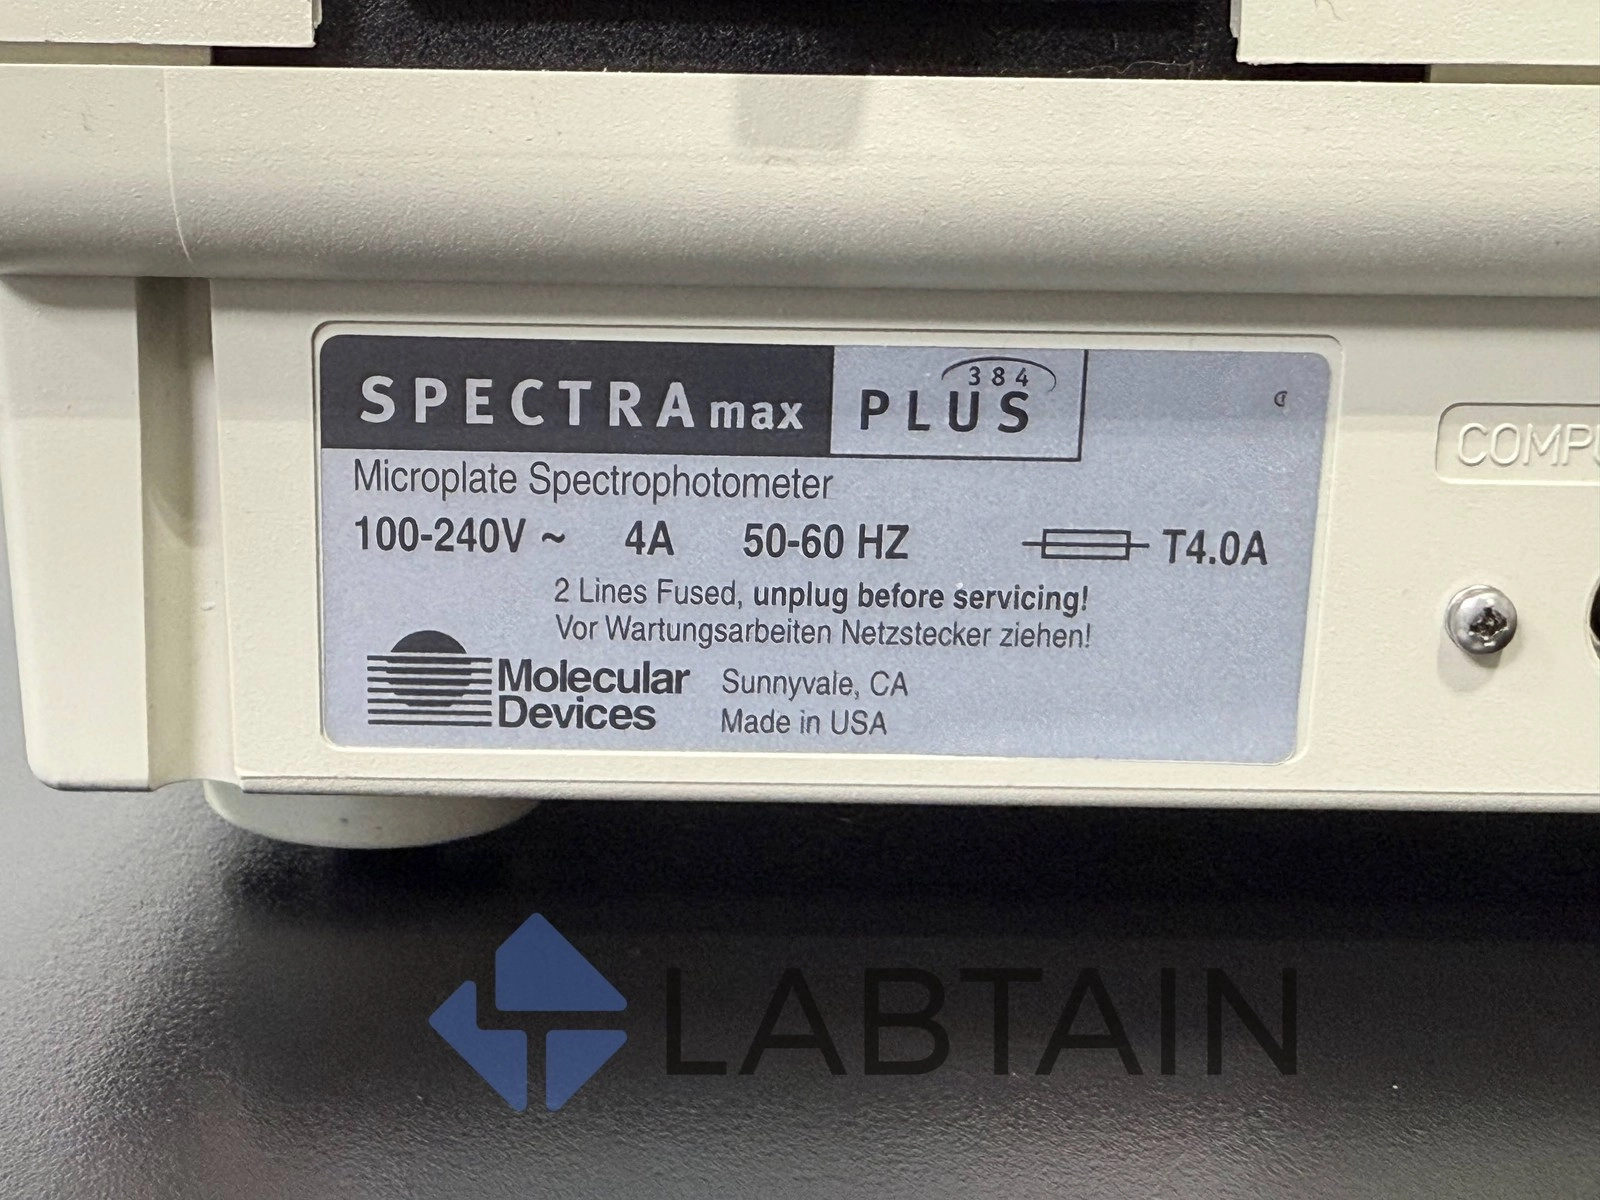 SPECTRAmax PLUS 384
Microplate Spectrophotometer
100-240V ~ 4A 50-60 HZ T4.0A
2 Lines Fused, unplug before servicing!
Vor Wartungsarbeiten Netzstecker ziehen!
Molecular
Devices
Sunnyvale, CA
Made in USA
LABTAIN